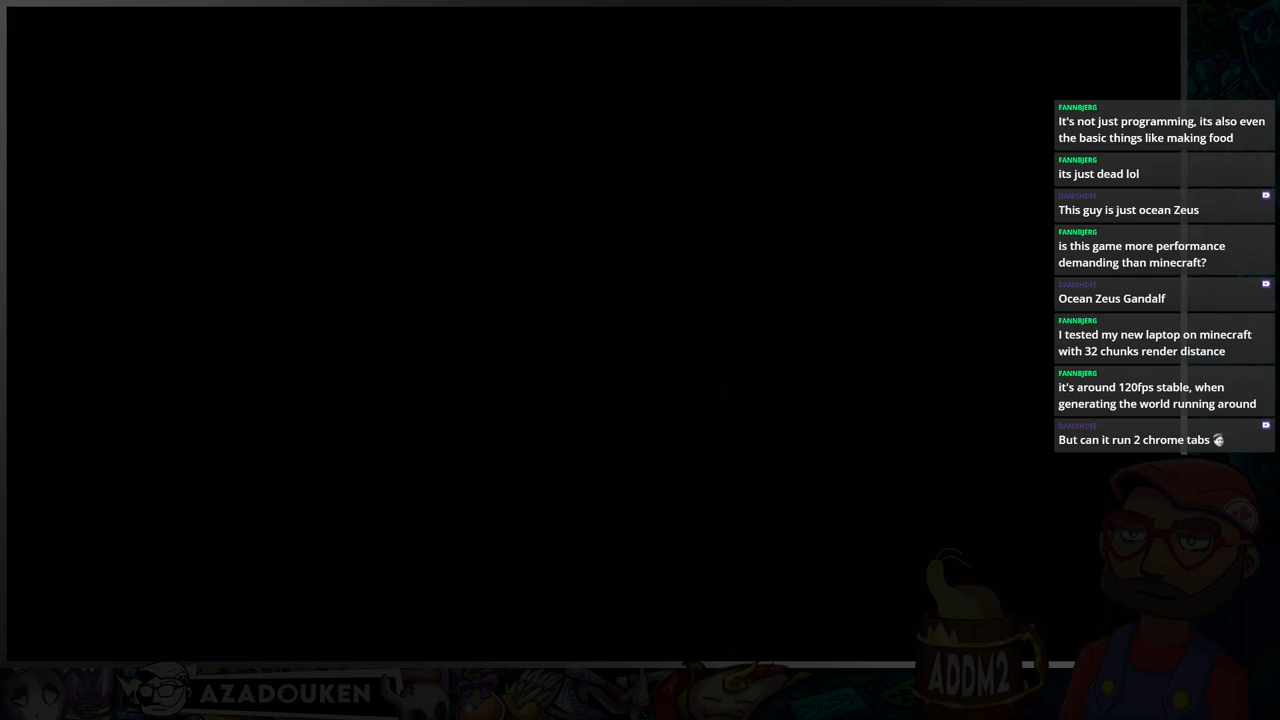 FANNBJERG
It's not just programming, its also even
the basic things like making food
FANNBJERG
its just dead lol
DANISHDEE
This guy is just ocean Zeus
FANNBJERG
is this game more performance
demanding than minecraft?
DANISHDEE
Ocean Zeus Gandalf
FANNBJERG
I tested my new laptop on minecraft
with 32 chunks render distance
FANNBJERG
it's around 120fps stable, when
generating the world running around
DANISHDEE
But can it run 2 chrome tabs
AZADOUKEN
ADDM2